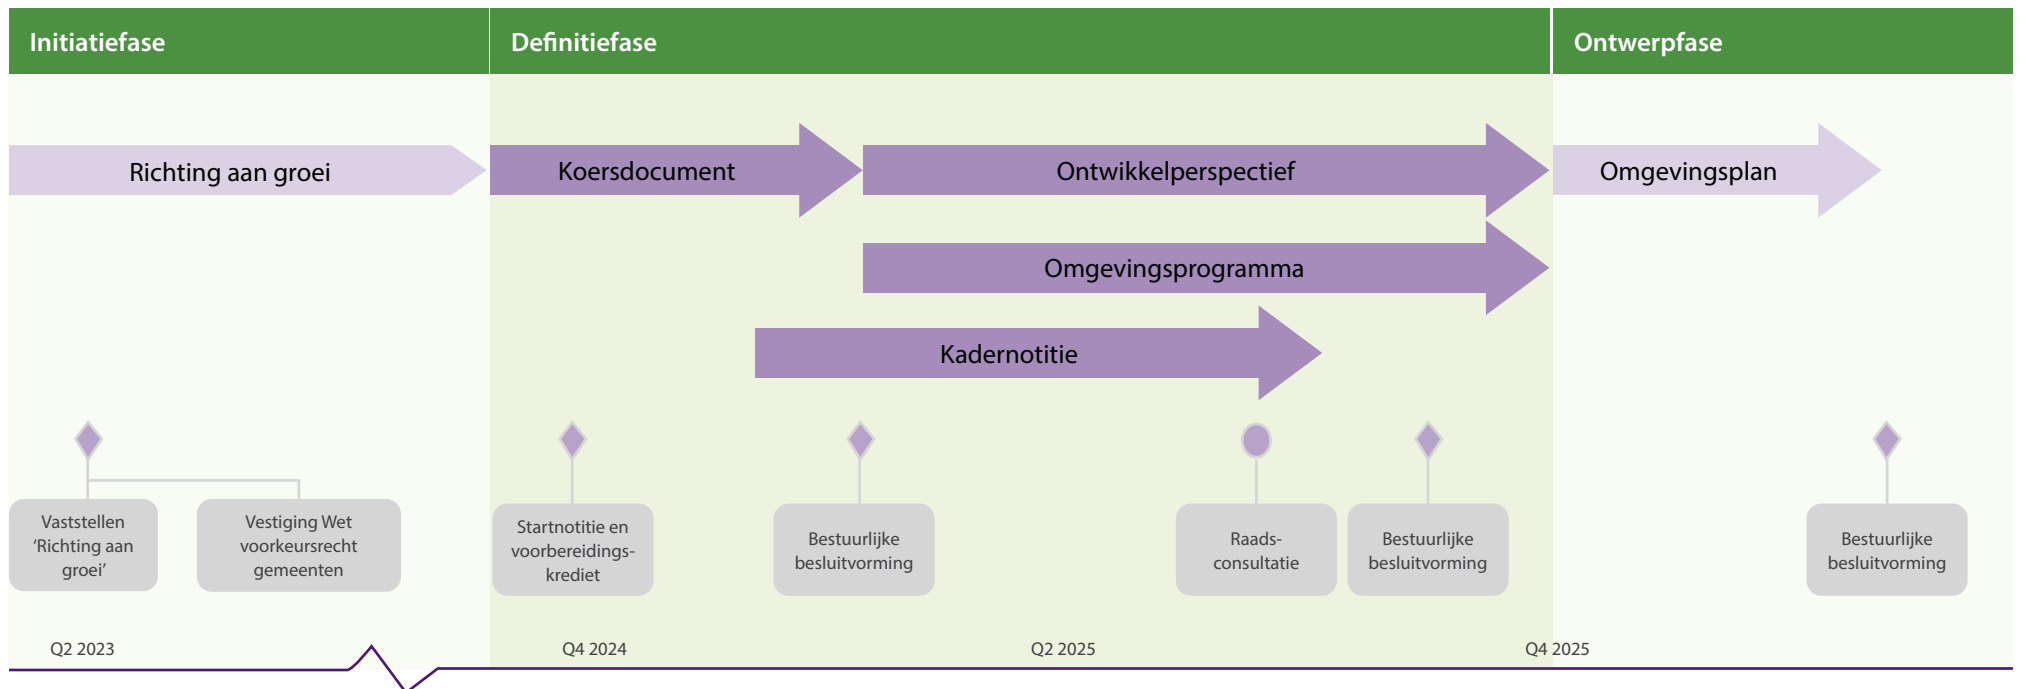 Initiatiefase
Definitiefase
Ontwerpfase
Richting aan groei
Koersdocument
Ontwikkelperspectief
Omgevingsplan
Omgevingsprogramma
Kadernotitie
Vaststellen
‘Richting aan
groei’
Vestiging Wet
voorkeursrecht
gemeenten
Startnotitie en
voorbereidings-
krediet
Bestuurlijke
besluitvorming
Raads-
consultatie
Bestuurlijke
besluitvorming
Bestuurlijke
besluitvorming
Q2 2023
Q4 2024
Q2 2025
Q4 2025